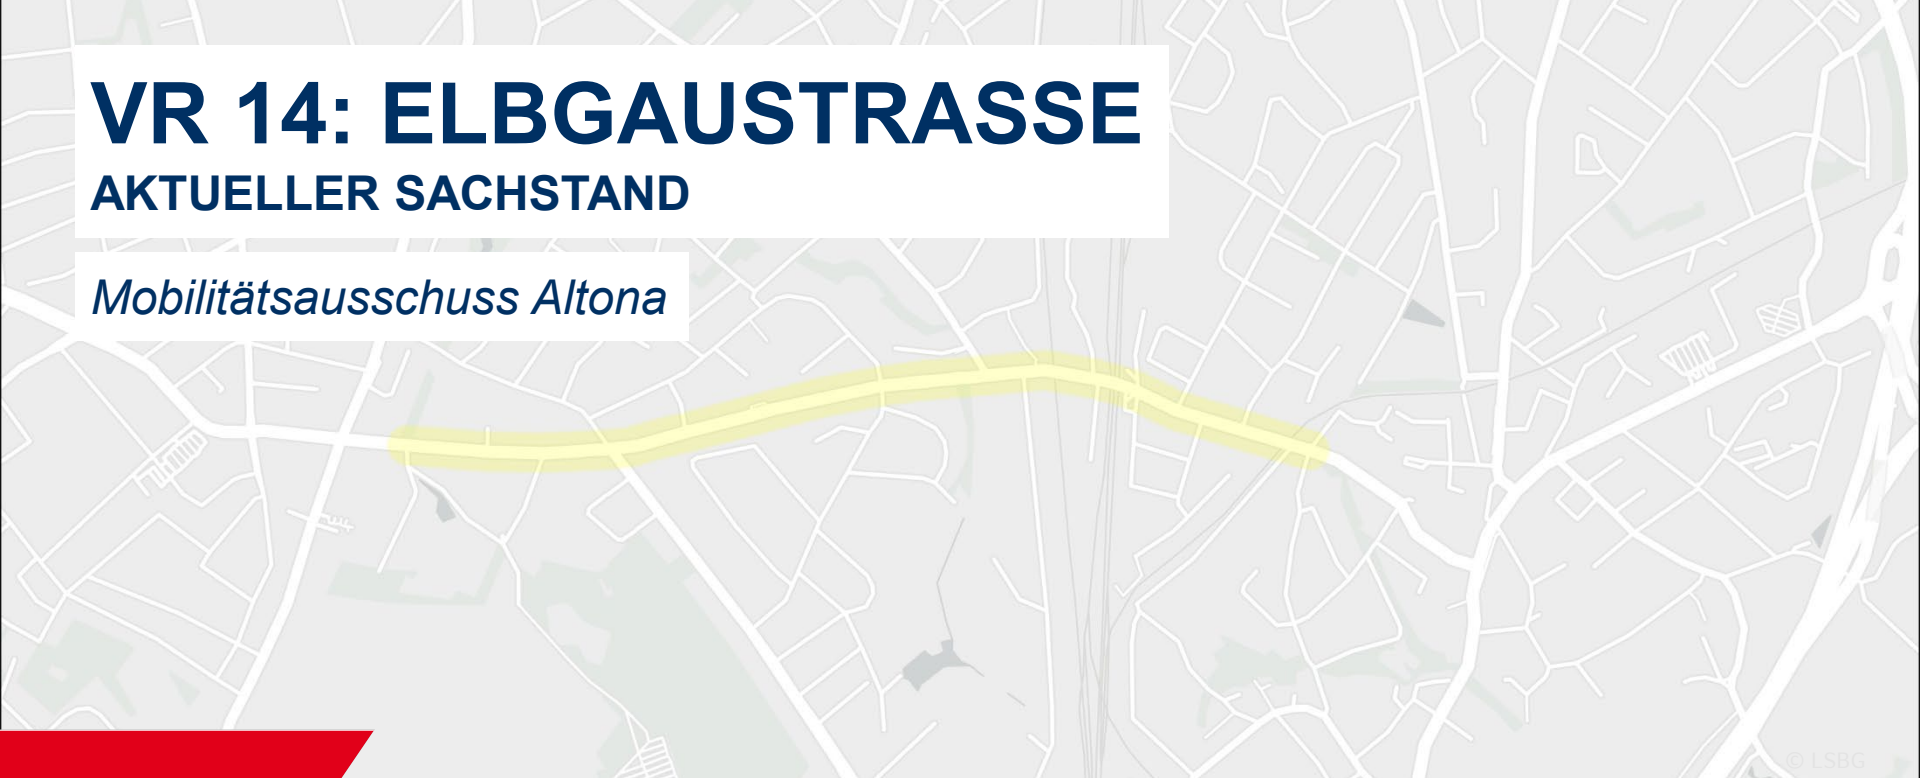 VR 14: ELBGAUSTRASSE
AKTUELLER SACHSTAND
Mobilitätsausschuss Altona
© LSBG